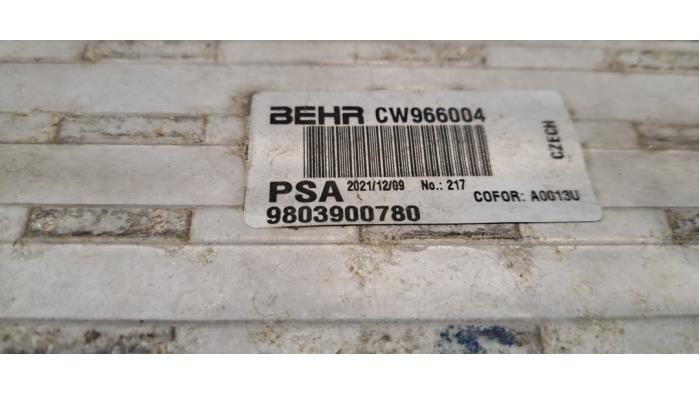 BEHR CW966004
CZECH
PSA 2021/12/09 No.: 217 COFOR: A0013U
9803900780